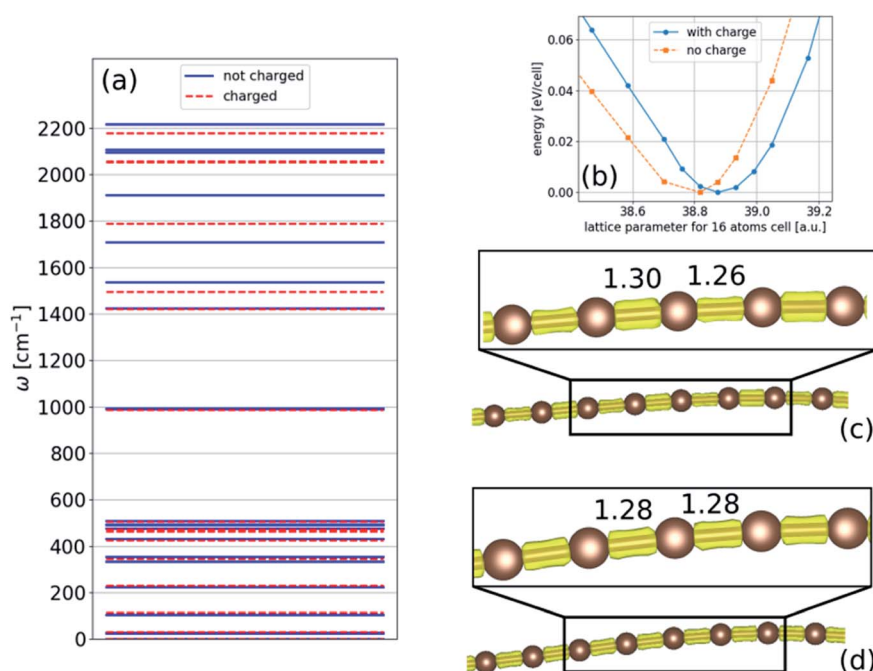 (a)
not charged
charged
2200
2000
1800
1600
1400
1200
1000
800
600
400
200
0
ω [cm⁻¹]
with charge
no charge
0.06
0.04
0.02
0.00
energy [eV/cell]
(b)
38.6 38.8 39.0 39.2
lattice parameter for 16 atoms cell [a.u.]
1.30 1.26
(c)
1.28 1.28
(d)